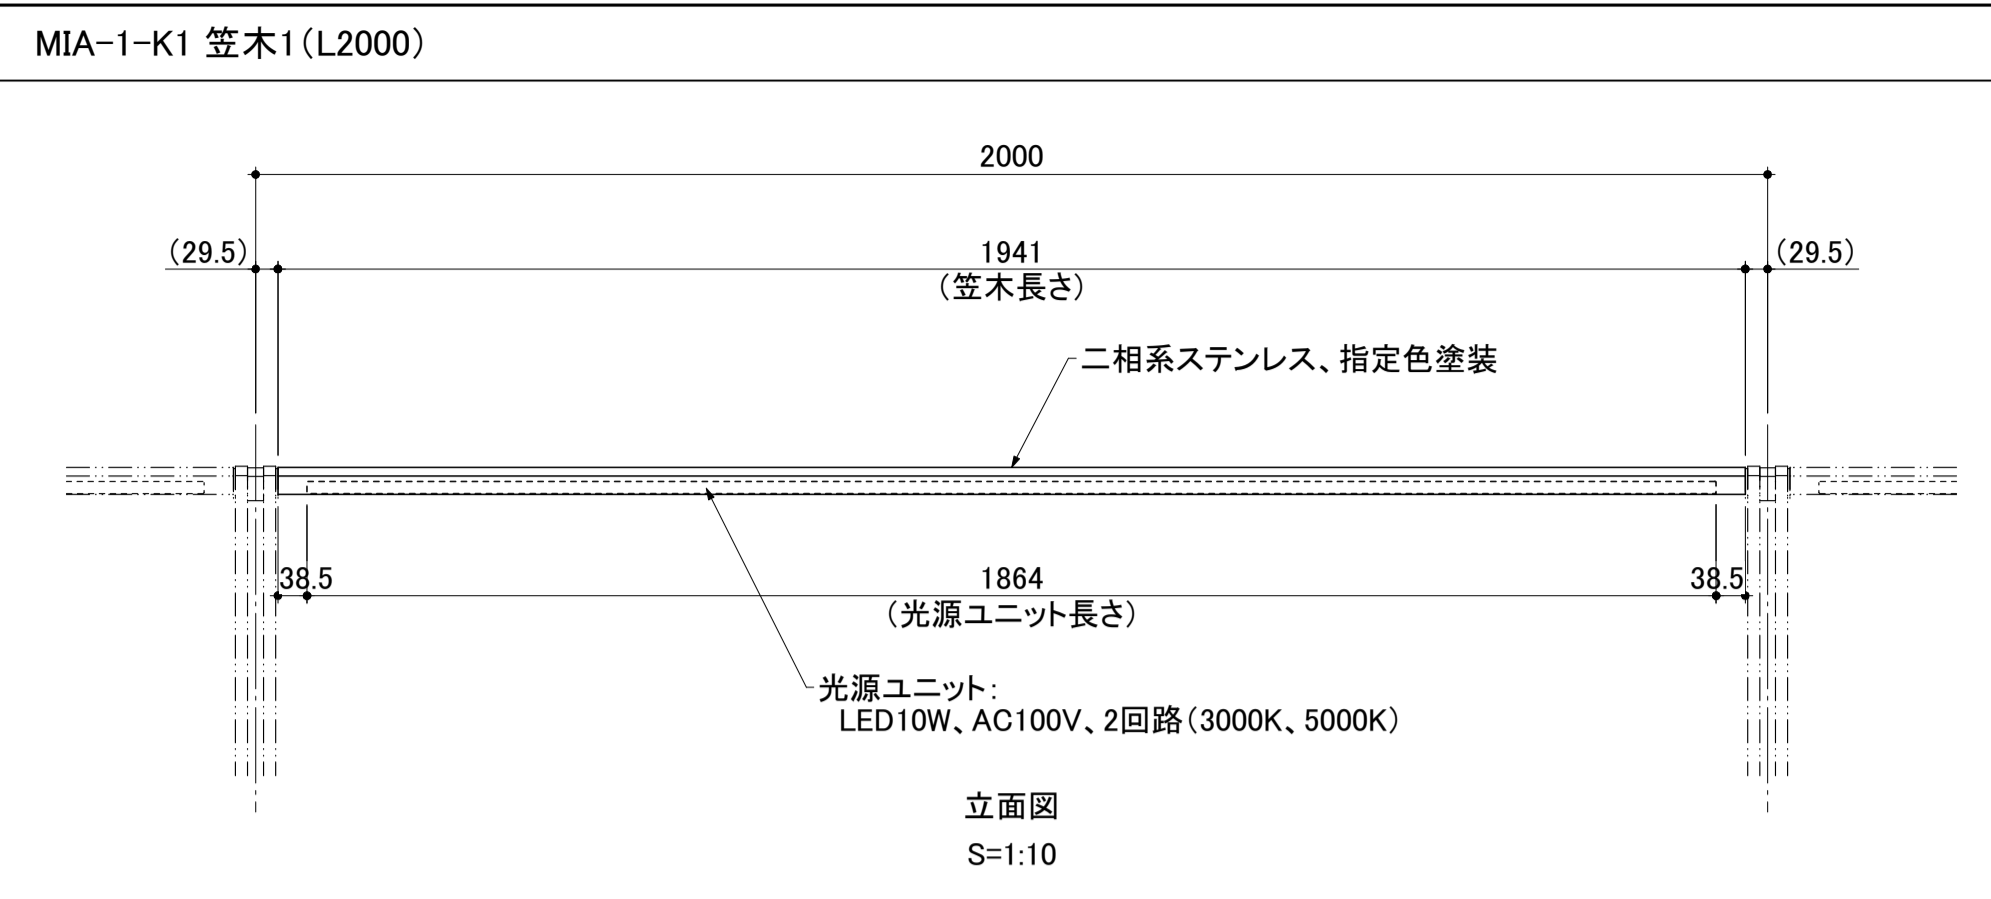 MIA-1-K1 笠木1(L2000)
2000
(29.5) 1941 (29.5)
(笠木長さ)
二相系ステンレス、指定色塗装
38.5 1864 38.5
(光源ユニット長さ)
光源ユニット:
LED10W、AC100V、2回路(3000K、5000K)
立面図
S=1:10